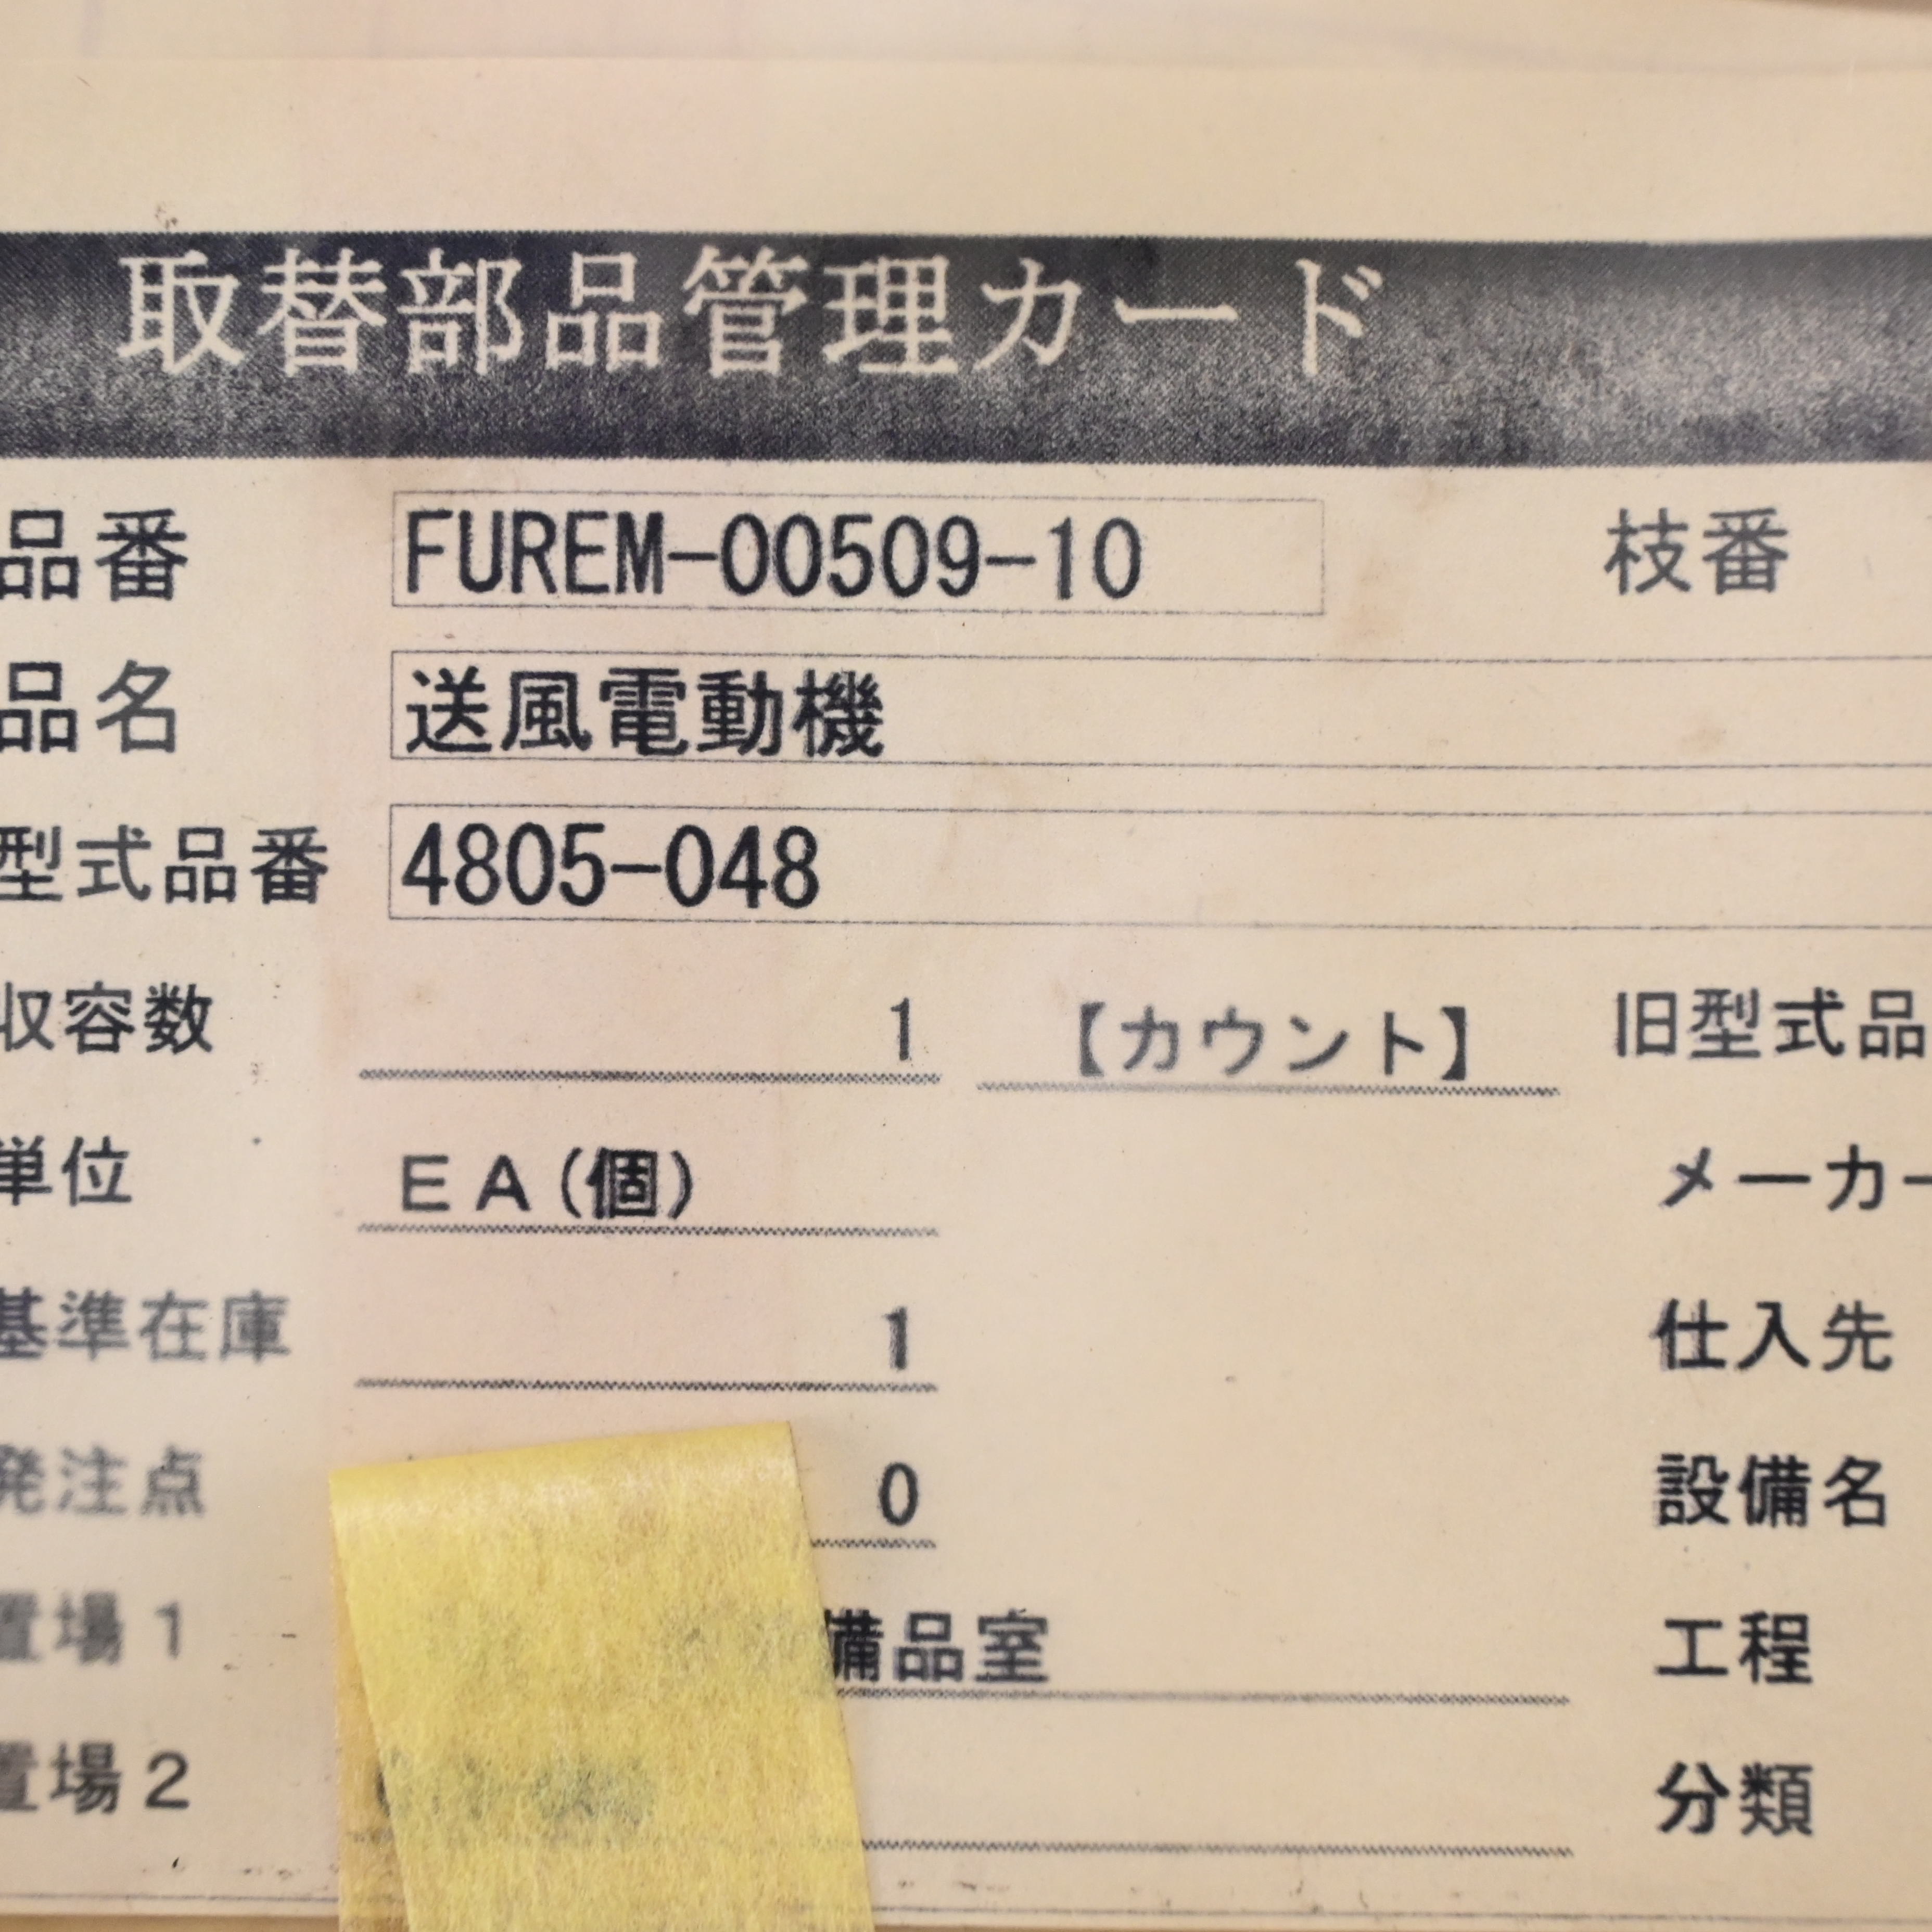 取替部品管理カード
品番 FUREM-00509-10 枝番
品名 送風電動機
型式品番 4805-048
収容数 1 【カウント】 旧型式品
単位 EA(個) メーカー
基準在庫 1 仕入先
発注点 0 設備名
置場1 備品室 工程
置場2 分類